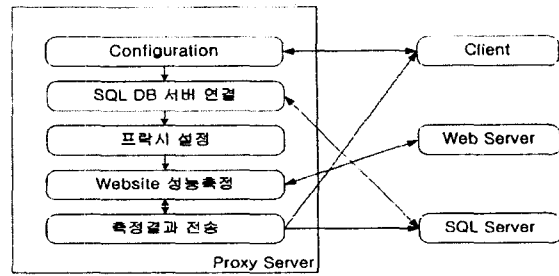 Configuration
SQL DB 서버 연결
프락시 설정
Website 성능측정
측정결과 전송
Proxy Server
Client
Web Server
SQL Server